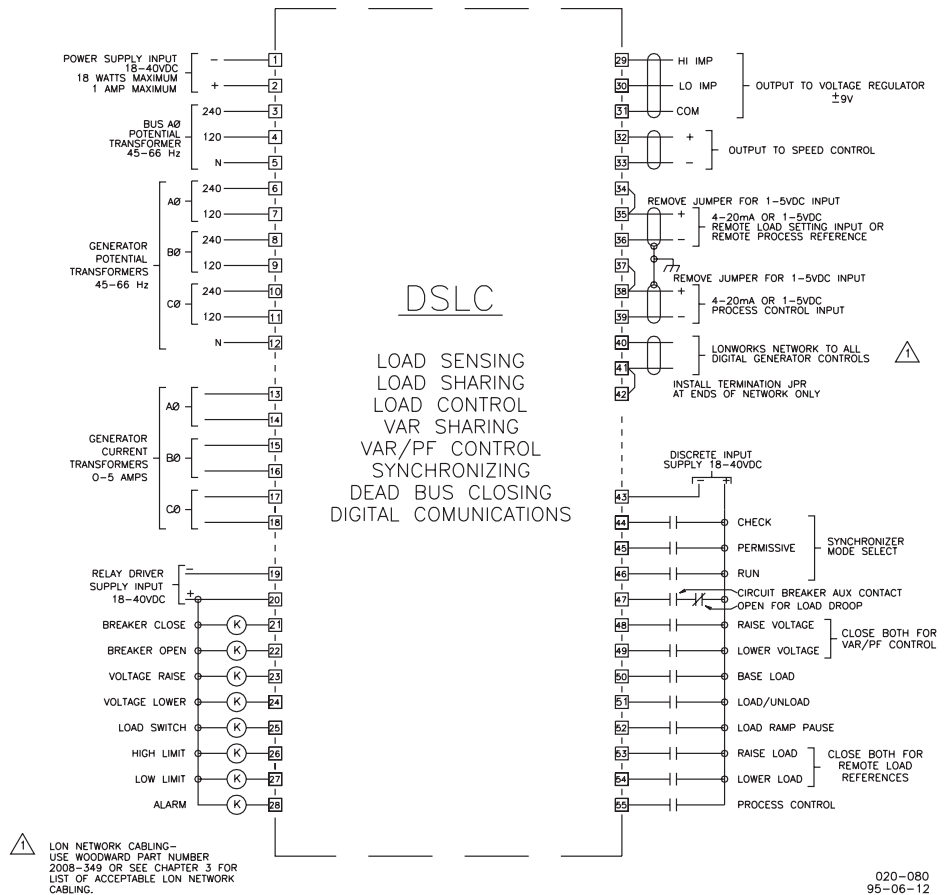 POWER SUPPLY INPUT
18-40VDC
18 WATTS MAXIMUM
1 AMP MAXIMUM
- 1
+ 2
BUS AØ
POTENTIAL
TRANSFORMER
45-66 Hz
240 3
120 4
N 5
GENERATOR
POTENTIAL
TRANSFORMERS
45-66 Hz
AØ
240 6
120 7
BØ
240 8
120 9
CØ
240 10
120 11
N 12
GENERATOR
CURRENT
TRANSFORMERS
0-5 AMPS
AØ
13
14
BØ
15
16
CØ
17
18
RELAY DRIVER
SUPPLY INPUT
18-40VDC
- 19
+ 20
BREAKER CLOSE K 21
BREAKER OPEN K 22
VOLTAGE RAISE K 23
VOLTAGE LOWER K 24
LOAD SWITCH K 25
HIGH LIMIT K 26
LOW LIMIT K 27
ALARM K 28
DSLC
LOAD SENSING
LOAD SHARING
LOAD CONTROL
VAR SHARING
VAR/PF CONTROL
SYNCHRONIZING
DEAD BUS CLOSING
DIGITAL COMUNICATIONS
29 HI IMP
30 LO IMP
31 COM
OUTPUT TO VOLTAGE REGULATOR
±9V
32 +
33 -
OUTPUT TO SPEED CONTROL
34
REMOVE JUMPER FOR 1-5VDC INPUT
35 +
36 -
4-20mA OR 1-5VDC
REMOTE LOAD SETTING INPUT OR
REMOTE PROCESS REFERENCE
37
REMOVE JUMPER FOR 1-5VDC INPUT
38 +
39 -
4-20mA OR 1-5VDC
PROCESS CONTROL INPUT
40
41
LONWORKS NETWORK TO ALL
DIGITAL GENERATOR CONTROLS
1
42
INSTALL TERMINATION JPR
AT ENDS OF NETWORK ONLY
DISCRETE INPUT
SUPPLY 18-40VDC
- +
43
44 CHECK
45 PERMISSIVE
46 RUN
SYNCHRONIZER
MODE SELECT
47
CIRCUIT BREAKER AUX CONTACT
OPEN FOR LOAD DROOP
48 RAISE VOLTAGE
49 LOWER VOLTAGE
CLOSE BOTH FOR
VAR/PF CONTROL
50 BASE LOAD
51 LOAD/UNLOAD
52 LOAD RAMP PAUSE
53 RAISE LOAD
54 LOWER LOAD
CLOSE BOTH FOR
REMOTE LOAD
REFERENCES
55 PROCESS CONTROL
1
LON NETWORK CABLING-
USE WOODWARD PART NUMBER
2008-349 OR SEE CHAPTER 3 FOR
LIST OF ACCEPTABLE LON NETWORK
CABLING.
020-080
95-06-12